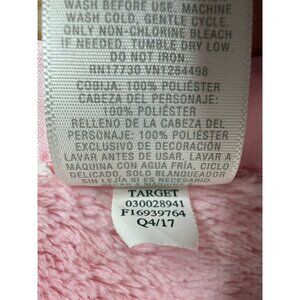 WASH BEFORE USE, MACHINE
WASH COLD, GENTLE CYCLE,
ONLY NON-CHLORINE BLEACH
IF NEEDED, TUMBLE DRY LOW,
DO NOT IRON
RN17730 VN1284498
COBIJA: 100% POLIÉSTER
CABEZA DEL PERSONAJE:
100% POLIÉSTER
RELLENO DE LA CABEZA DEL
PERSONAJE: 100% POLIÉSTER
EXCLUSIVO DE DECORACIÓN
LAVAR ANTES DE USAR. LAVAR A
MÁQUINA CON AGUA FRÍA, CICLO
DELICADO, SOLO BLANQUEADOR
SIN
SI ES NECESARIO,
TARGET
030028941
F16939764
Q4/17